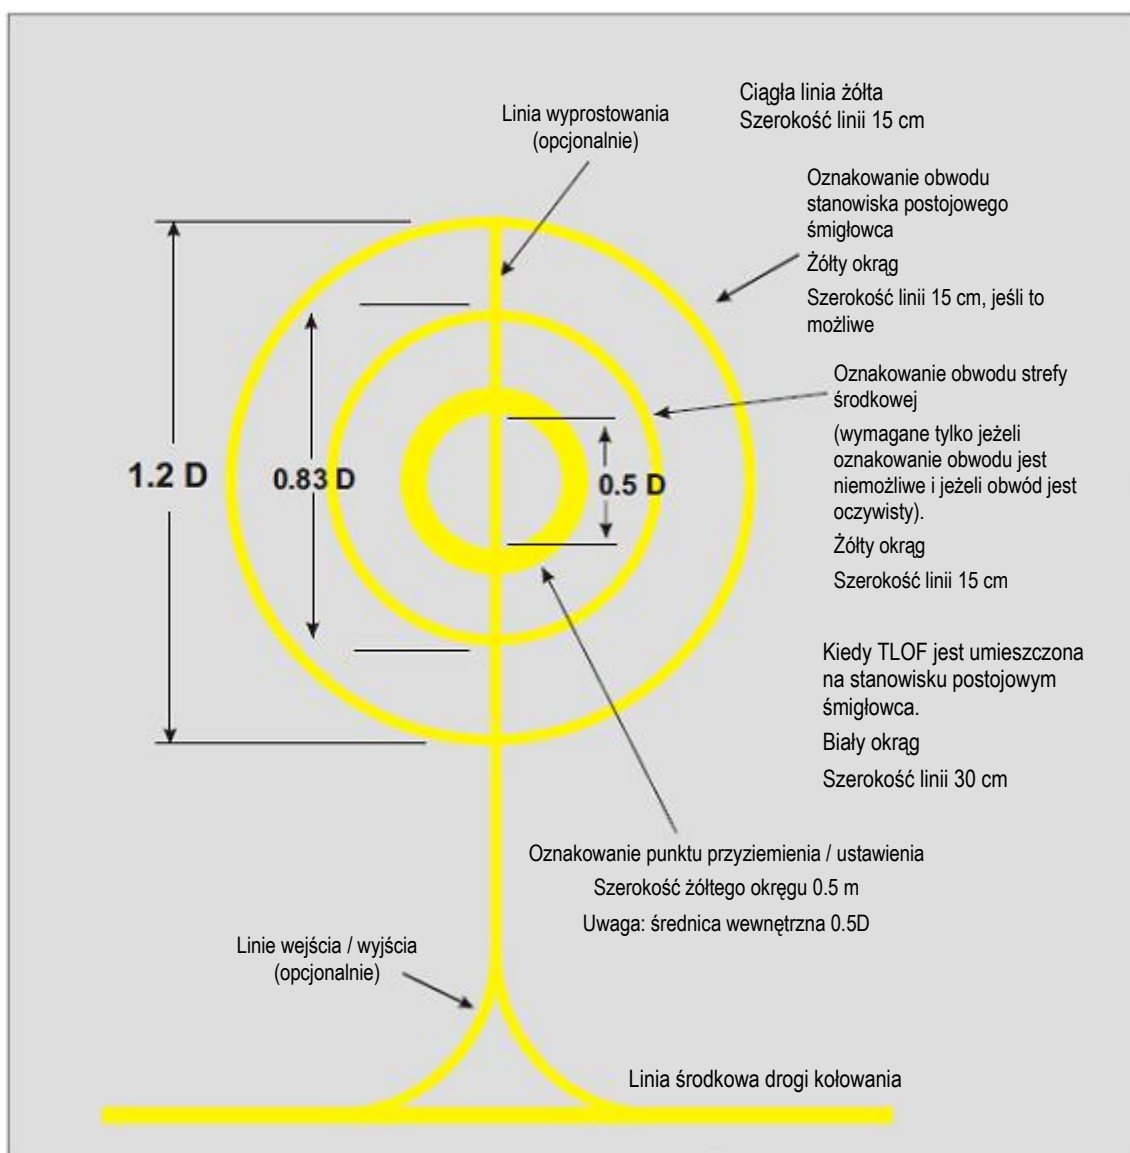 Linia wyprostowania
(opcjonalnie)
Ciągła linia żółta
Szerokość linii 15 cm
Oznakowanie obwodu
stanowiska postojowego
śmigłowca
Żółty okrąg
Szerokość linii 15 cm, jeśli to
możliwe
Oznakowanie obwodu strefy
środkowej
(wymagane tylko jeżeli
oznakowanie obwodu jest
niemożliwe i jeżeli obwód jest
oczywisty).
Żółty okrąg
Szerokość linii 15 cm
1.2 D
0.83 D
0.5 D
Kiedy TLOF jest umieszczona
na stanowisku postojowym
śmigłowca.
Biały okrąg
Szerokość linii 30 cm
Oznakowanie punktu przyziemienia / ustawienia
Szerokość żółtego okręgu 0.5 m
Uwaga: średnica wewnętrzna 0.5D
Linie wejścia / wyjścia
(opcjonalnie)
Linia środkowa drogi kołowania